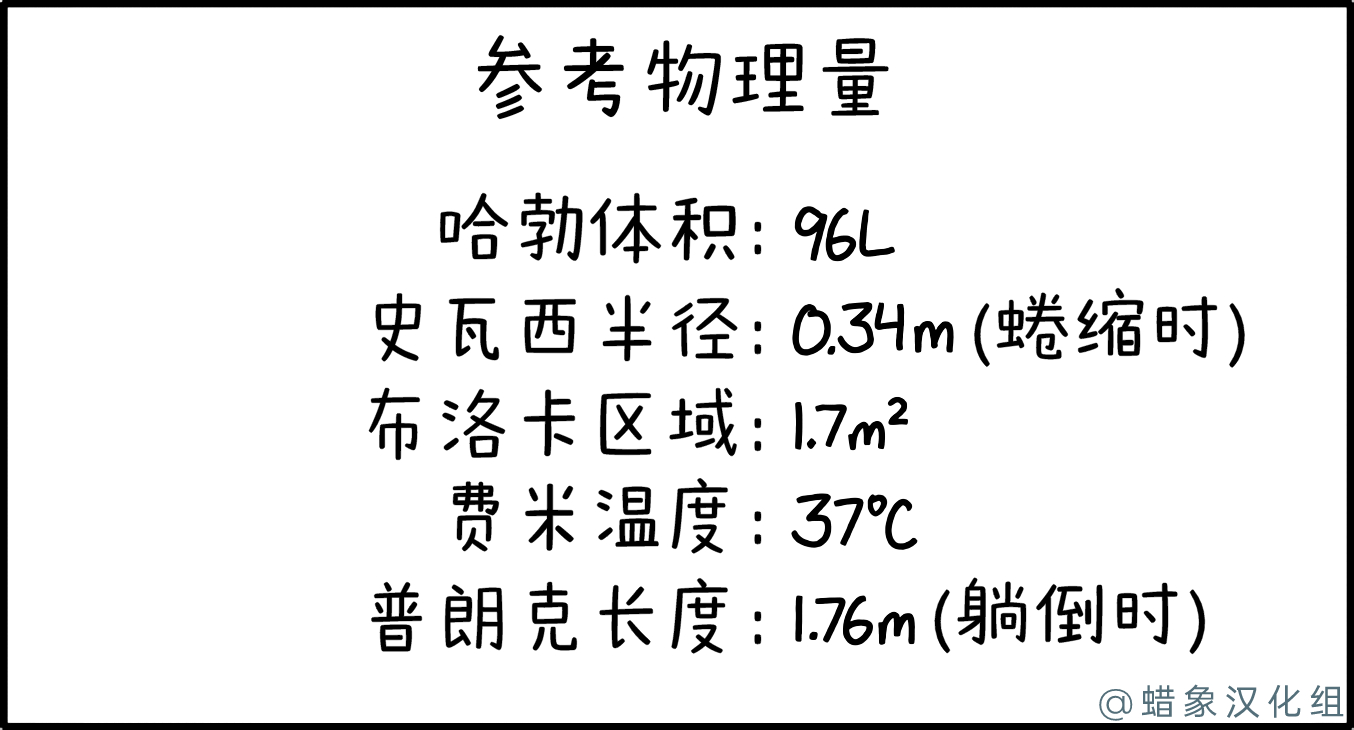 参考物理量
哈勃体积: 96L
史瓦西半径: 0.34m (蜷缩时)
布洛卡区域: 1.7m²
费米温度: 37°C
普朗克长度: 1.76m (躺倒时)
@蜡象汉化组